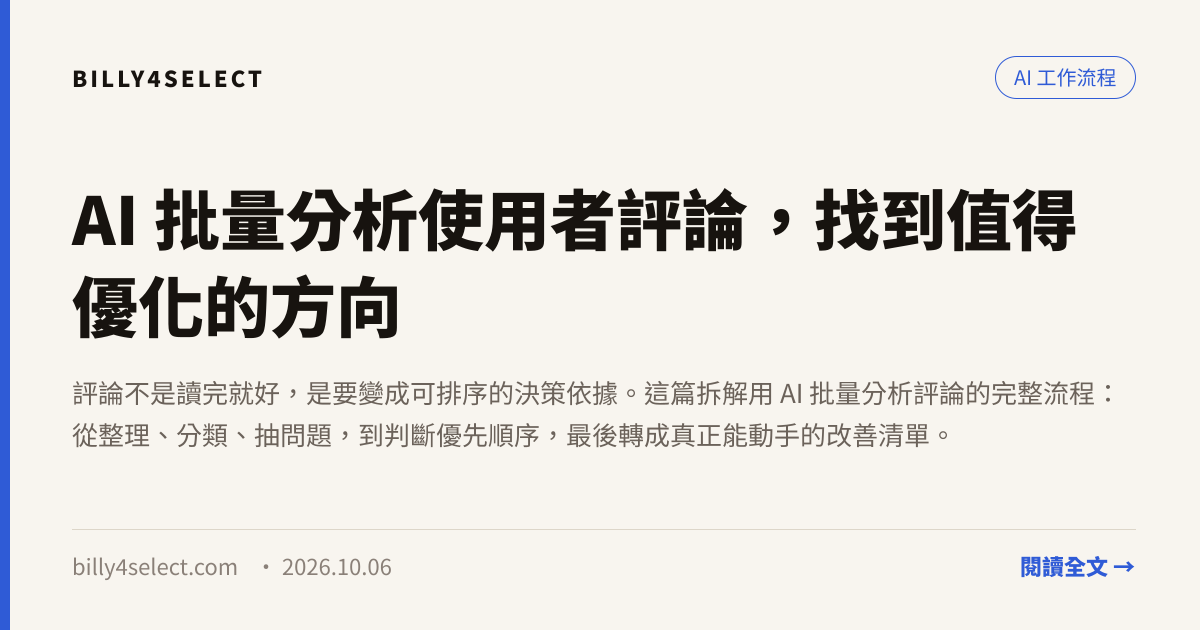 BILLY4SELECT
AI 工作流程
AI 批量分析使用者評論，找到值得
優化的方向
評論不是讀完就好，是要變成可排序的決策依據。這篇拆解用 AI 批量分析評論的完整流程：
從整理、分類、抽問題，到判斷優先順序，最後轉成真正能動手的改善清單。
billy4select.com ・ 2026.10.06
閱讀全文 →